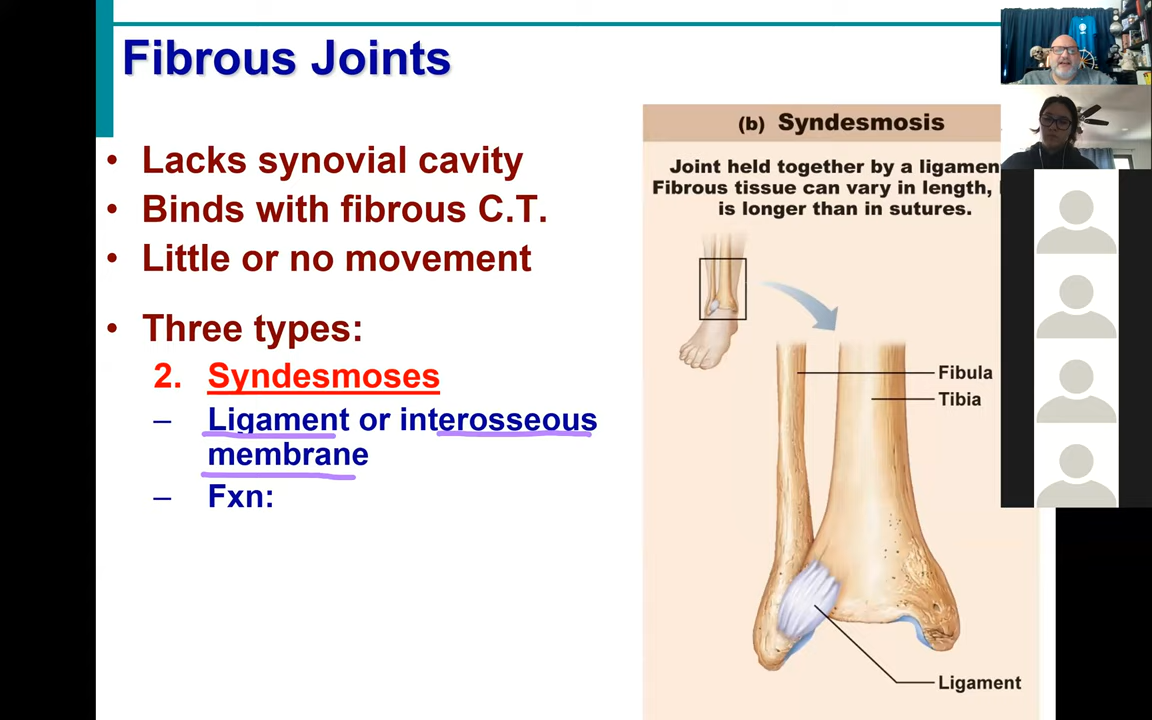 Fibrous Joints
• Lacks synovial cavity
• Binds with fibrous C.T.
• Little or no movement
• Three types:
2. Syndesmoses
– Ligament or interosseous
membrane
– Fxn:
(b) Syndesmosis
Joint held together by a ligamen
Fibrous tissue can vary in length,
is longer than in sutures.
Fibula
Tibia
Ligament